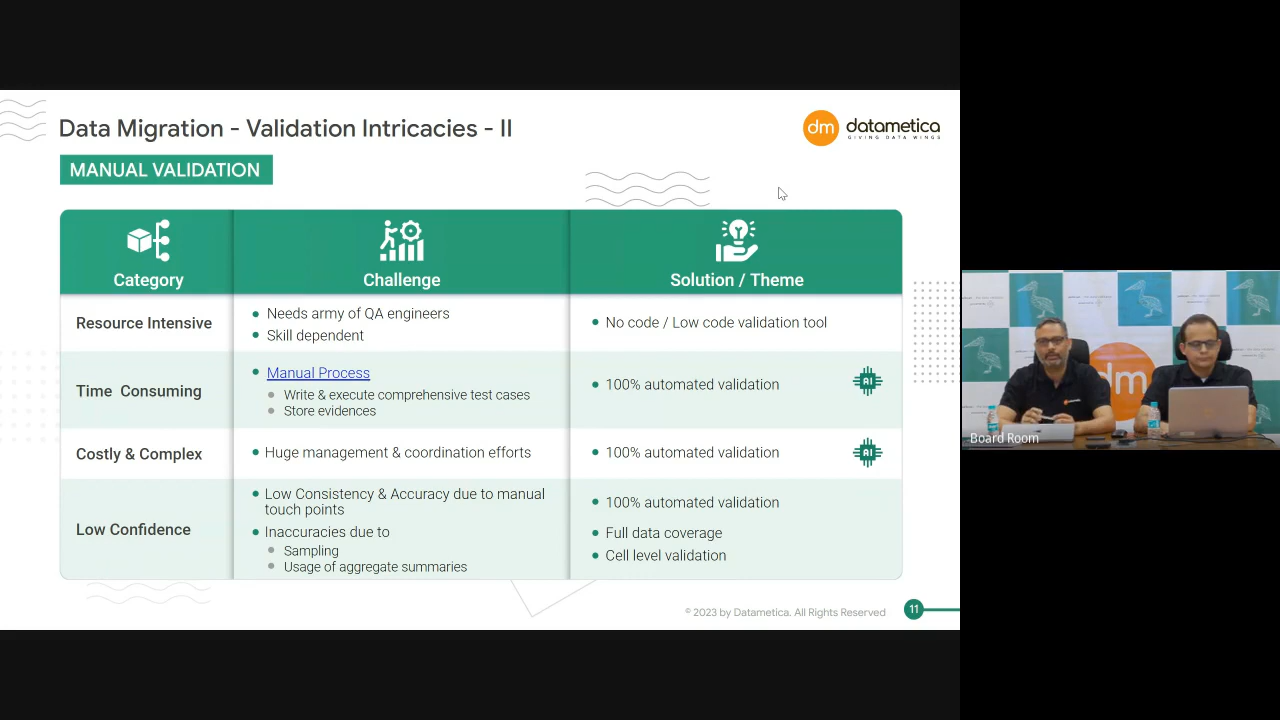 Data Migration - Validation Intricacies - II
dm datametica
GIVING DATA WINGS
MANUAL VALIDATION
Category
Challenge
Solution / Theme
Resource Intensive
Needs army of QA engineers
Skill dependent
No code / Low code validation tool
Time Consuming
Manual Process
Write & execute comprehensive test cases
Store evidences
100% automated validation
AI
Costly & Complex
Huge management & coordination efforts
100% automated validation
AI
Low Confidence
Low Consistency & Accuracy due to manual
touch points
Inaccuracies due to
Sampling
Usage of aggregate summaries
100% automated validation
Full data coverage
Cell level validation
© 2023 by Datametica. All Rights Reserved
11
dm
Board Room